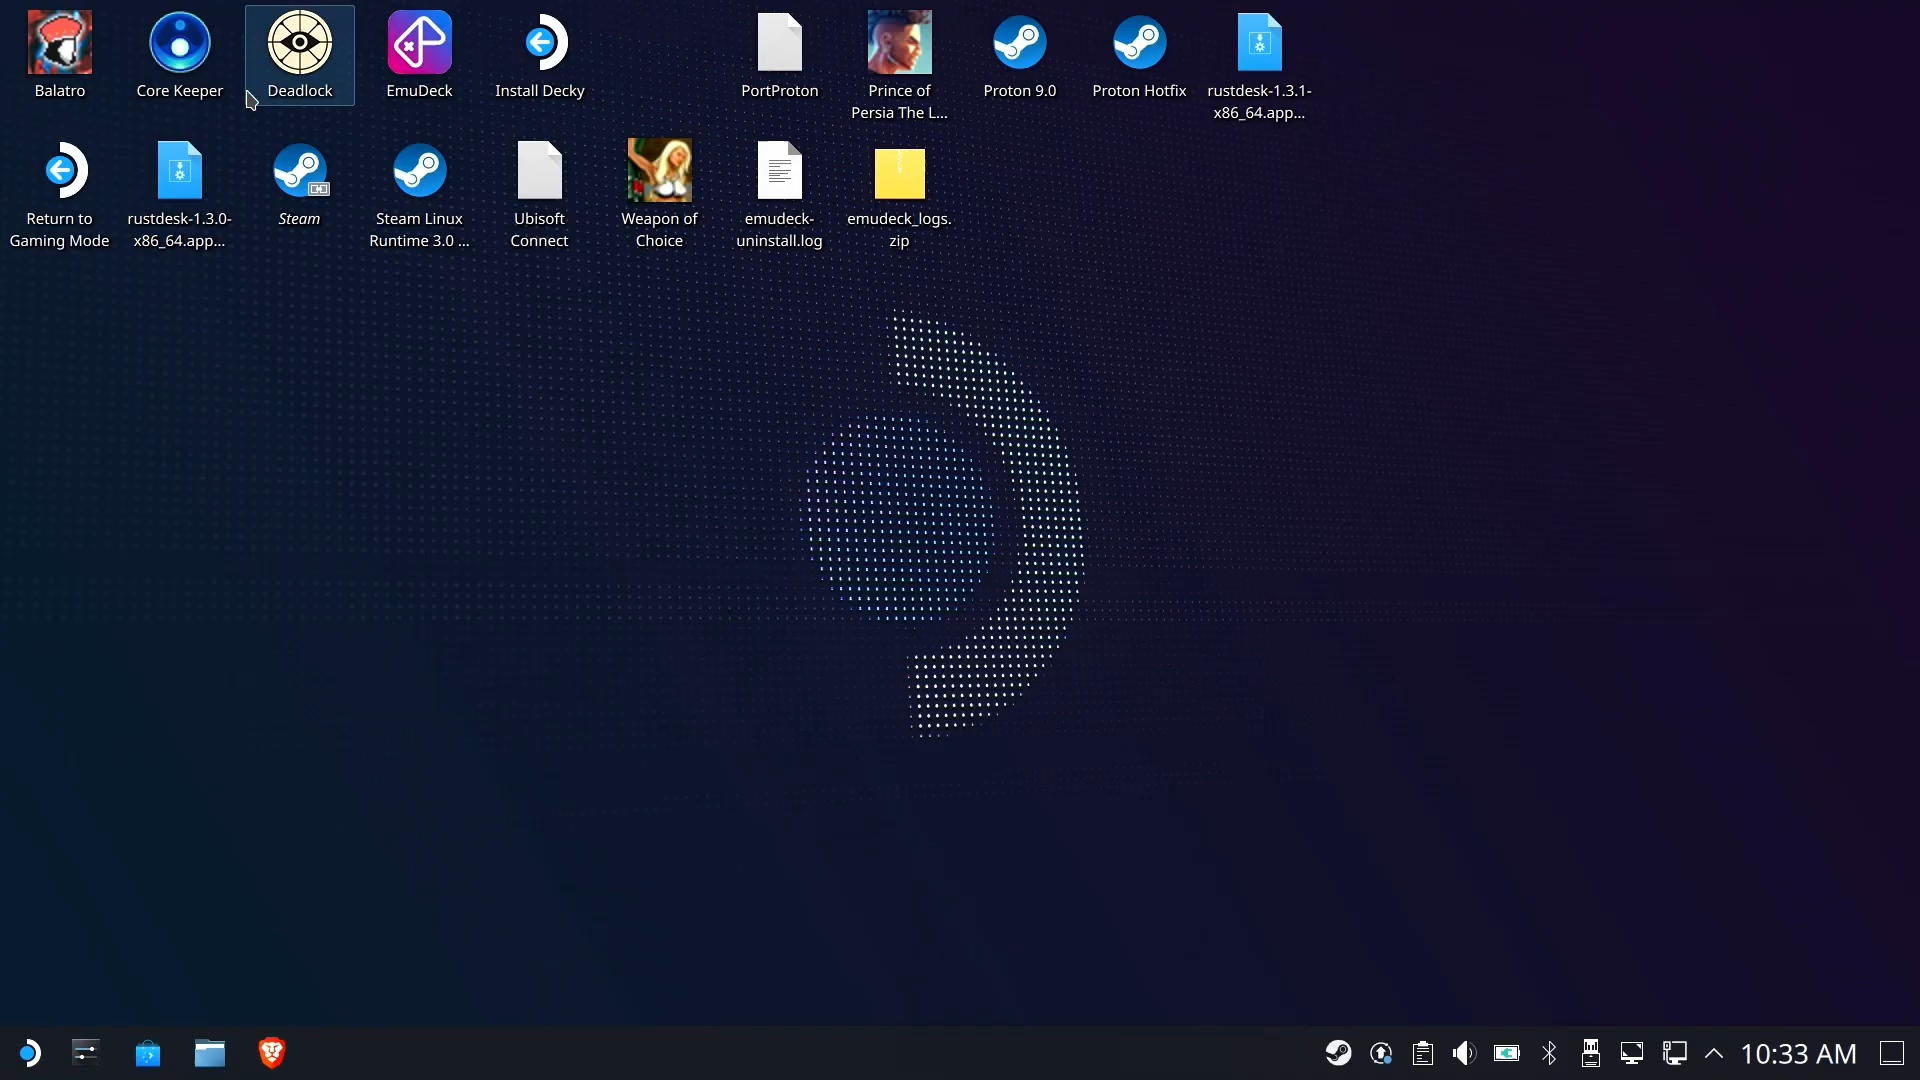 Balatro
Core Keeper
Deadlock
EmuDeck
Install Decky
PortProton
Prince of
Persia The L...
Proton 9.0
Proton Hotfix
rustdesk-1.3.1-
x86_64.app...
Return to
Gaming Mode
rustdesk-1.3.0-
x86_64.app...
Steam
Steam Linux
Runtime 3.0 ...
Ubisoft
Connect
Weapon of
Choice
emudeck-
uninstall.log
emudeck_logs.
zip
10:33 AM